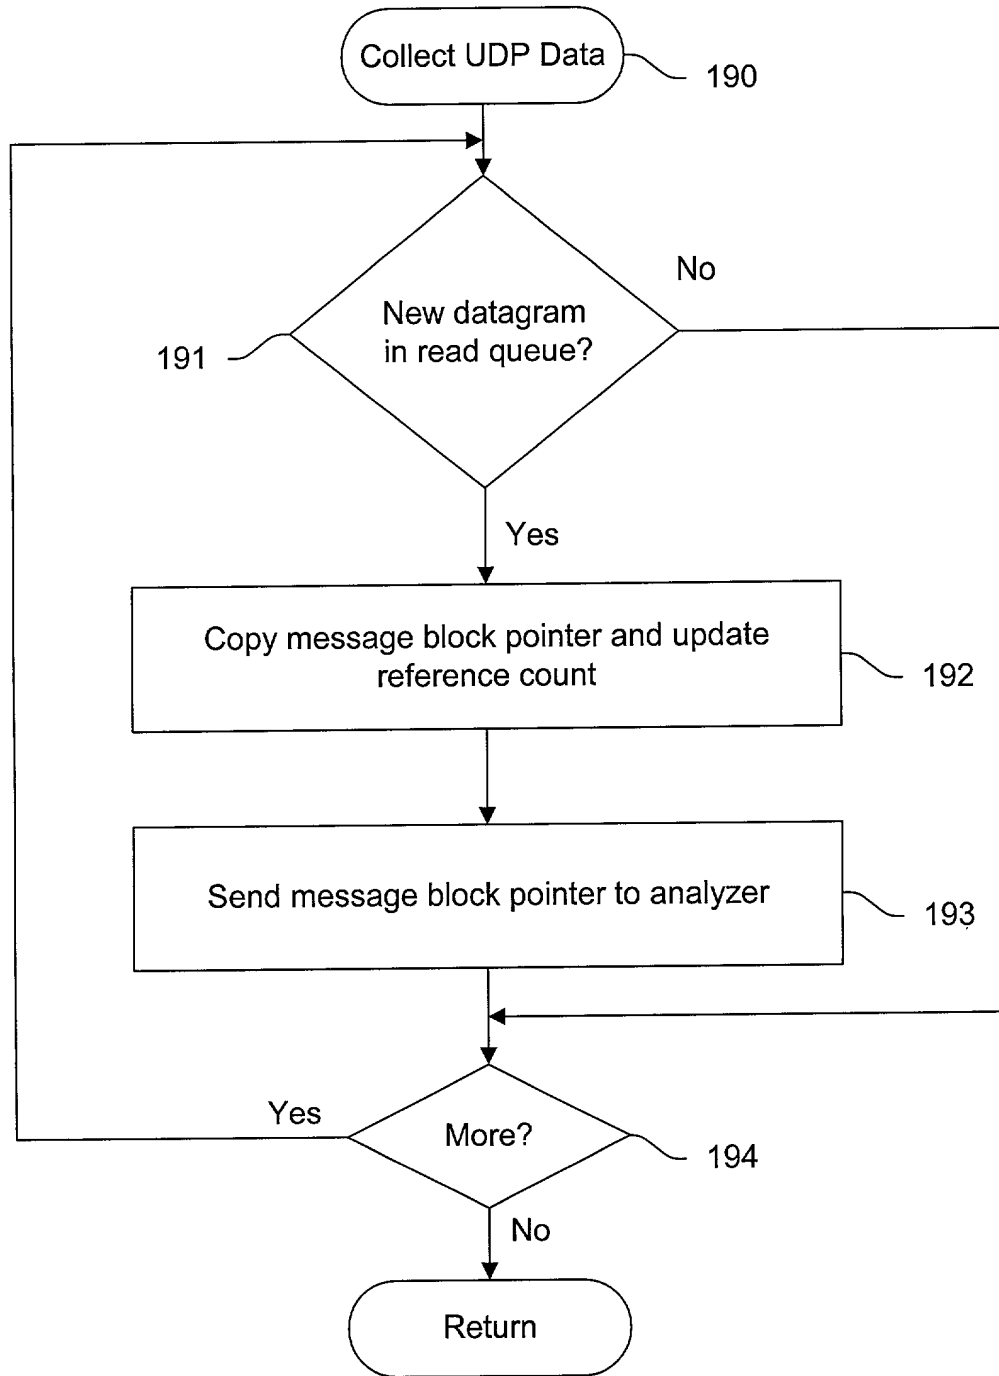 Collect UDP Data
190
No
New datagram
in read queue?
191
Yes
Copy message block pointer and update
reference count
192
Send message block pointer to analyzer
193
Yes
More?
194
No
Return